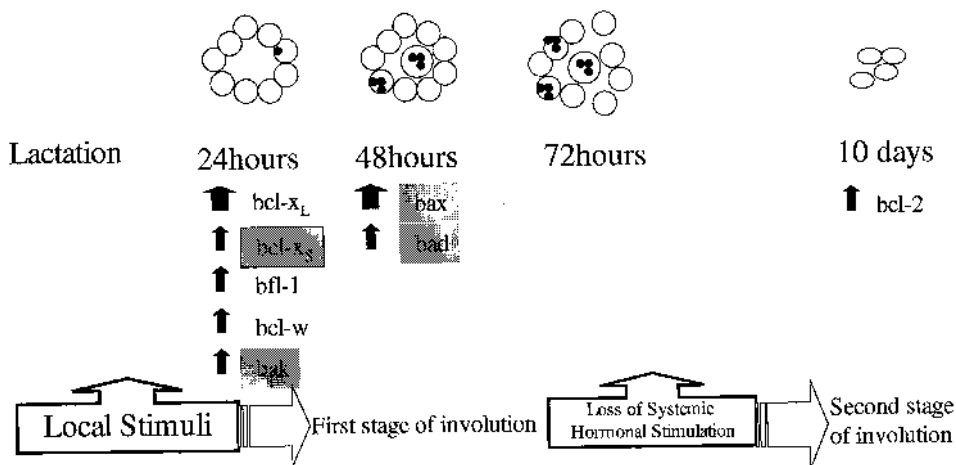 Lactation 24hours 48hours 72hours 10 days
bcl-xL bax bcl-2
bcl-xS bad
bfl-1
bcl-w
bak
Local Stimuli First stage of involution Loss of Systemic
Hormonal Stimulation Second stage
of involution